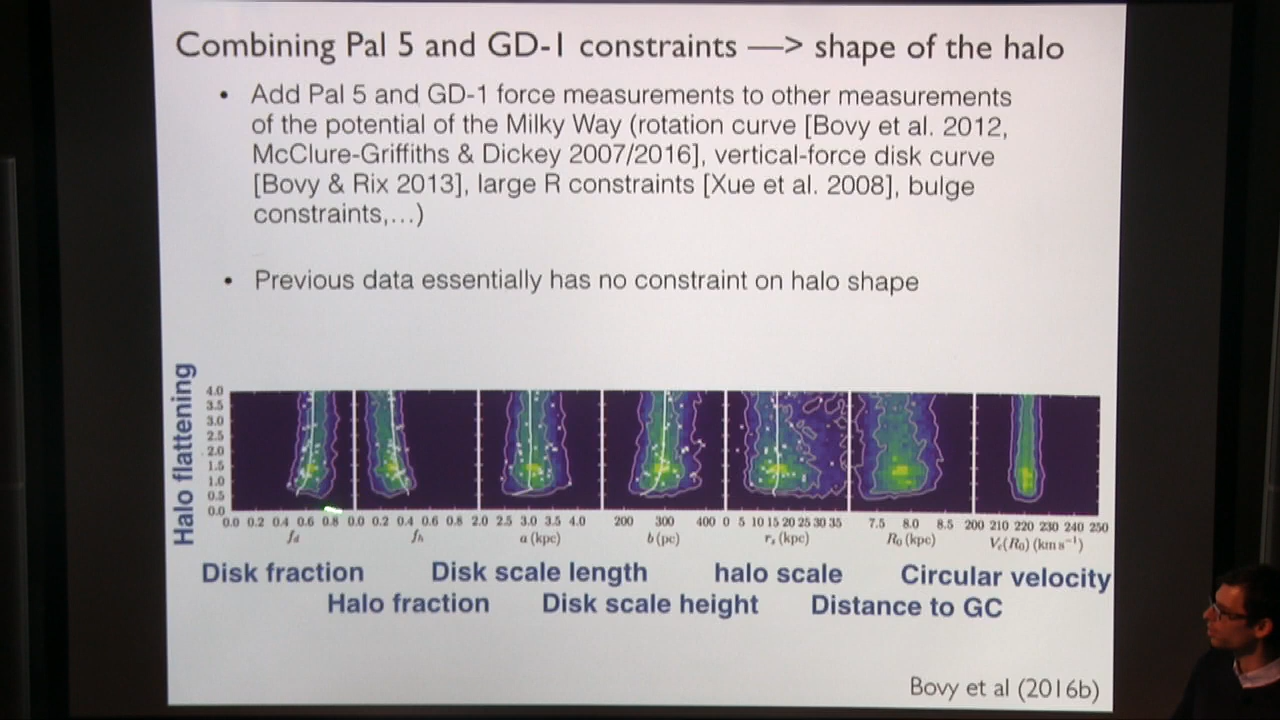 Combining Pal 5 and GD-1 constraints —> shape of the halo
• Add Pal 5 and GD-1 force measurements to other measurements
of the potential of the Milky Way (rotation curve [Bovy et al. 2012,
McClure-Griffiths & Dickey 2007/2016], vertical-force disk curve
[Bovy & Rix 2013], large R constraints [Xue et al. 2008], bulge
constraints,…)
• Previous data essentially has no constraint on halo shape
Halo flattening
4.0
3.5
3.0
2.5
2.0
1.5
1.0
0.5
0.0
0.0 0.2 0.4 0.6 0.8 0.0 0.2 0.4 0.6 0.8 2.0 2.5 3.0 3.5 4.0 200 300 400 0 5 10 15 20 25 30 35 7.5 8.0 8.5 200 210 220 230 240 250
fd fh a (kpc) b (pc) rs (kpc) R0 (kpc) Vc(R0) (km s−1)
Disk fraction Disk scale length halo scale Circular velocity
Halo fraction Disk scale height Distance to GC
Bovy et al (2016b)